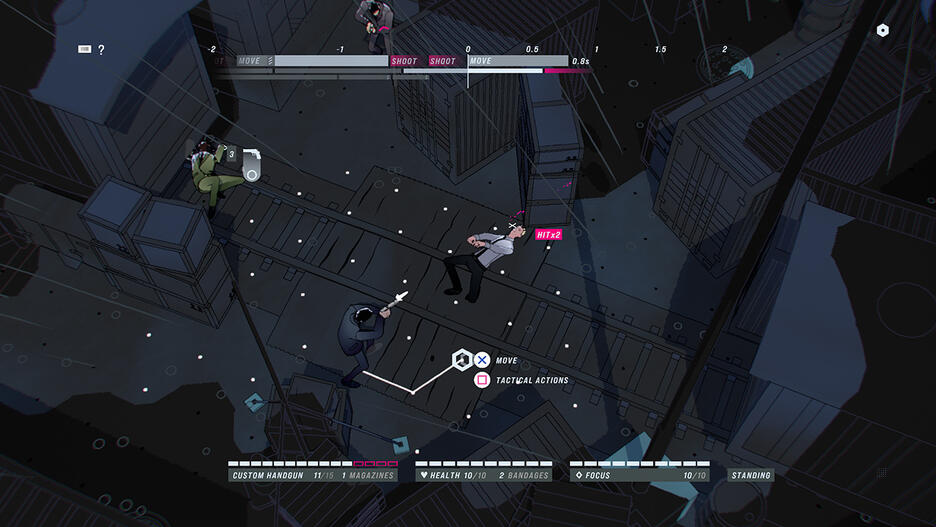 -2 -1 0 0.5 1 1.5 2
?
OT MOVE SHOOT SHOOT MOVE 0.8s
3
HITx2
MOVE
TACTICAL ACTIONS
CUSTOM HANDGUN 11/15 1 MAGAZINES
HEALTH 10/10 2 BANDAGES
FOCUS 10/10
STANDING